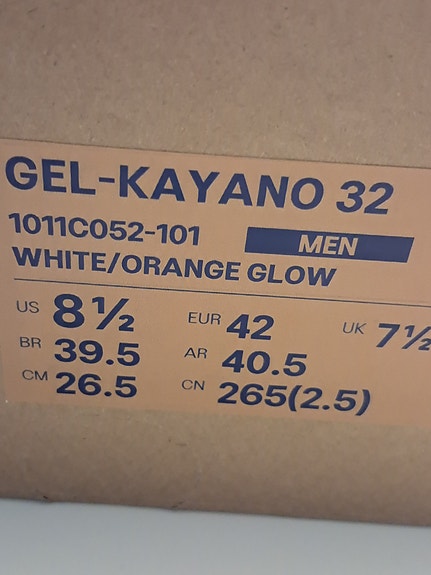 GEL-KAYANO 32
1011C052-101 MEN
WHITE/ORANGE GLOW
US 8½ EUR 42 UK 7½
BR 39.5 AR 40.5
CM 26.5 CN 265(2.5)